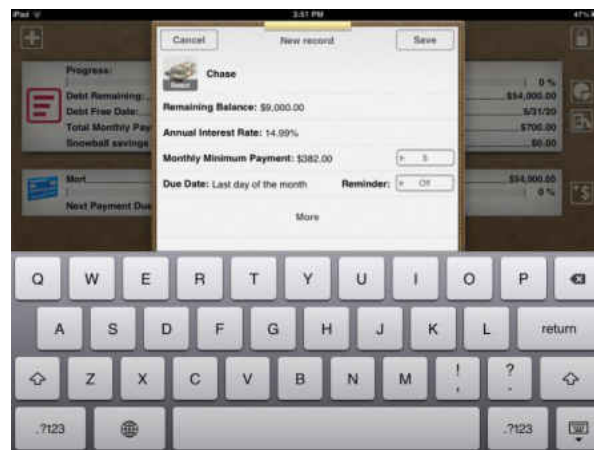 iPad
3:51 PM
47%
Cancel
New record
Save
Chase
Remaining Balance: $9,000.00
Annual Interest Rate: 14.99%
Monthly Minimum Payment: $382.00
$
Due Date: Last day of the month
Reminder:
Off
More
Progress:
0 %
Debt Remaining:
$54,000.00
Debt Free Date:
5/31/20
Total Monthly Pay
$700.00
Snowball savings
$0.00
Mort
$54,000.00
0 %
Next Payment Due
$
Q W E R T Y U I O P
A S D F G H J K L return
Z X C V B N M ! , ? .
.?123
.?123